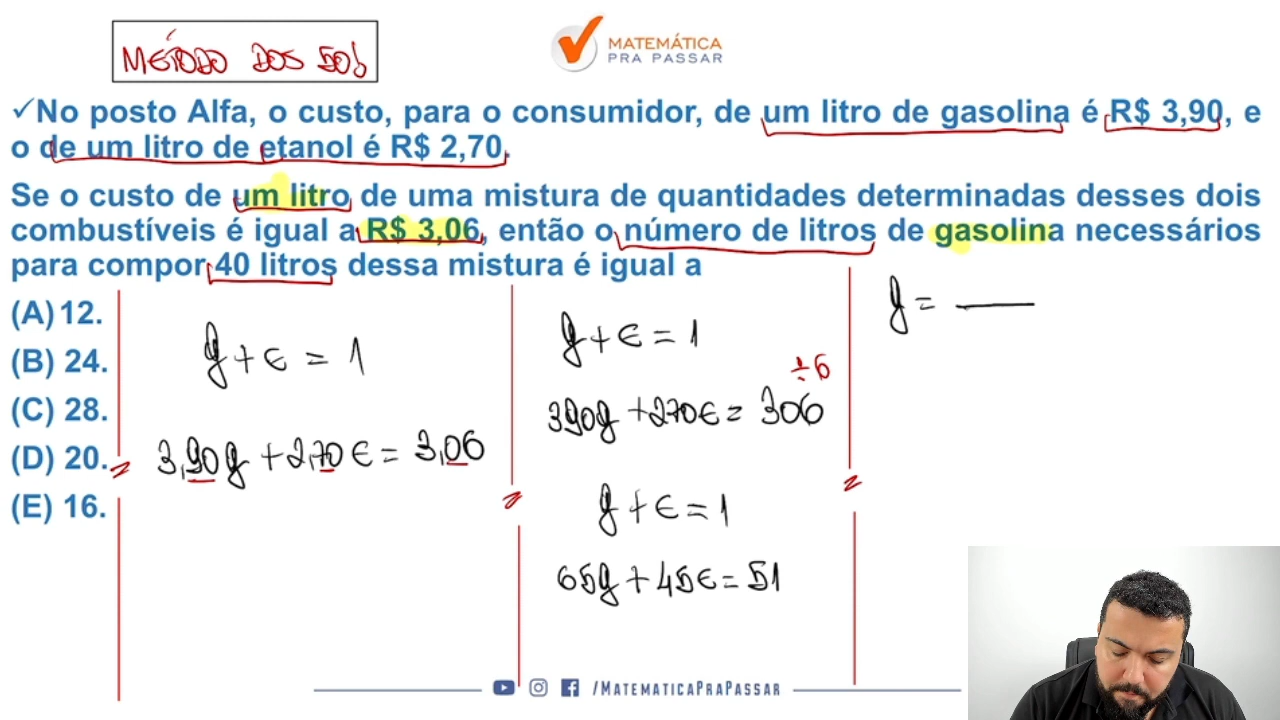 MÉTODO DOS 50%
MATEMÁTICA
PRA PASSAR
✓No posto Alfa, o custo, para o consumidor, de um litro de gasolina é R$ 3,90, e
o de um litro de etanol é R$ 2,70.
Se o custo de um litro de uma mistura de quantidades determinadas desses dois
combustíveis é igual a R$ 3,06, então o número de litros de gasolina necessários
para compor 40 litros dessa mistura é igual a
(A) 12.
(B) 24.
(C) 28.
(D) 20.
(E) 16.
g + e = 1
3,90g + 2,70e = 3,06
g + e = 1
÷6
390g + 270e = 306
g + e = 1
65g + 45e = 51
g =
/MATEMATICAPRAPASSAR